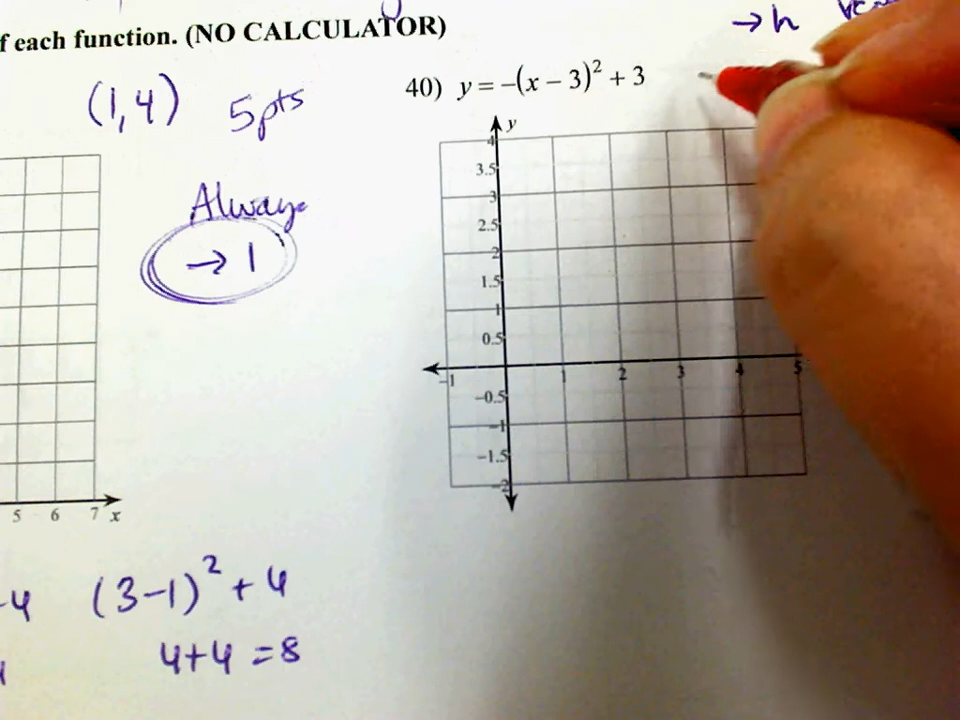 f each function. (NO CALCULATOR)
→ h
(1,4) 5pts
Always
→ 1
40) y = -(x - 3)² + 3
y
4
3.5
3
2.5
2
1.5
1
0.5
-1 1 2 3 4 5
-0.5
-1
-1.5
-2
5 6 7 x
-4 (3-1)² + 4
4+4 = 8